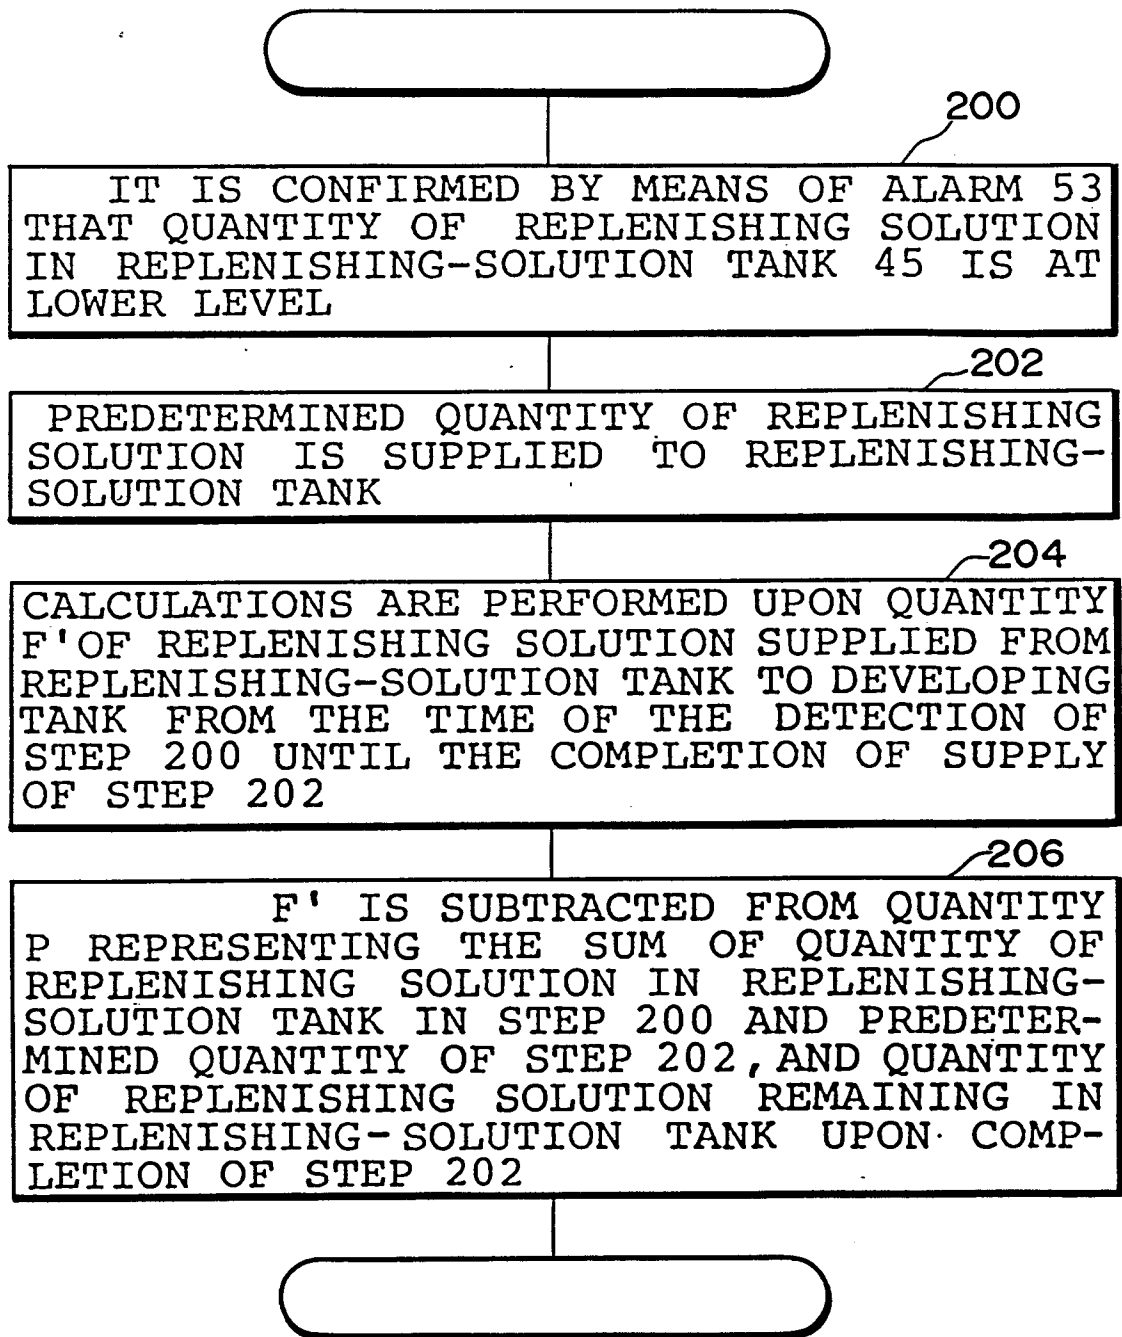 200
IT IS CONFIRMED BY MEANS OF ALARM 53
THAT QUANTITY OF REPLENISHING SOLUTION
IN REPLENISHING-SOLUTION TANK 45 IS AT
LOWER LEVEL
202
PREDETERMINED QUANTITY OF REPLENISHING
SOLUTION IS SUPPLIED TO REPLENISHING-
SOLUTION TANK
204
CALCULATIONS ARE PERFORMED UPON QUANTITY
F'OF REPLENISHING SOLUTION SUPPLIED FROM
REPLENISHING-SOLUTION TANK TO DEVELOPING
TANK FROM THE TIME OF THE DETECTION OF
STEP 200 UNTIL THE COMPLETION OF SUPPLY
OF STEP 202
206
F' IS SUBTRACTED FROM QUANTITY
P REPRESENTING THE SUM OF QUANTITY OF
REPLENISHING SOLUTION IN REPLENISHING-
SOLUTION TANK IN STEP 200 AND PREDETER-
MINED QUANTITY OF STEP 202, AND QUANTITY
OF REPLENISHING SOLUTION REMAINING IN
REPLENISHING-SOLUTION TANK UPON COMP-
LETION OF STEP 202